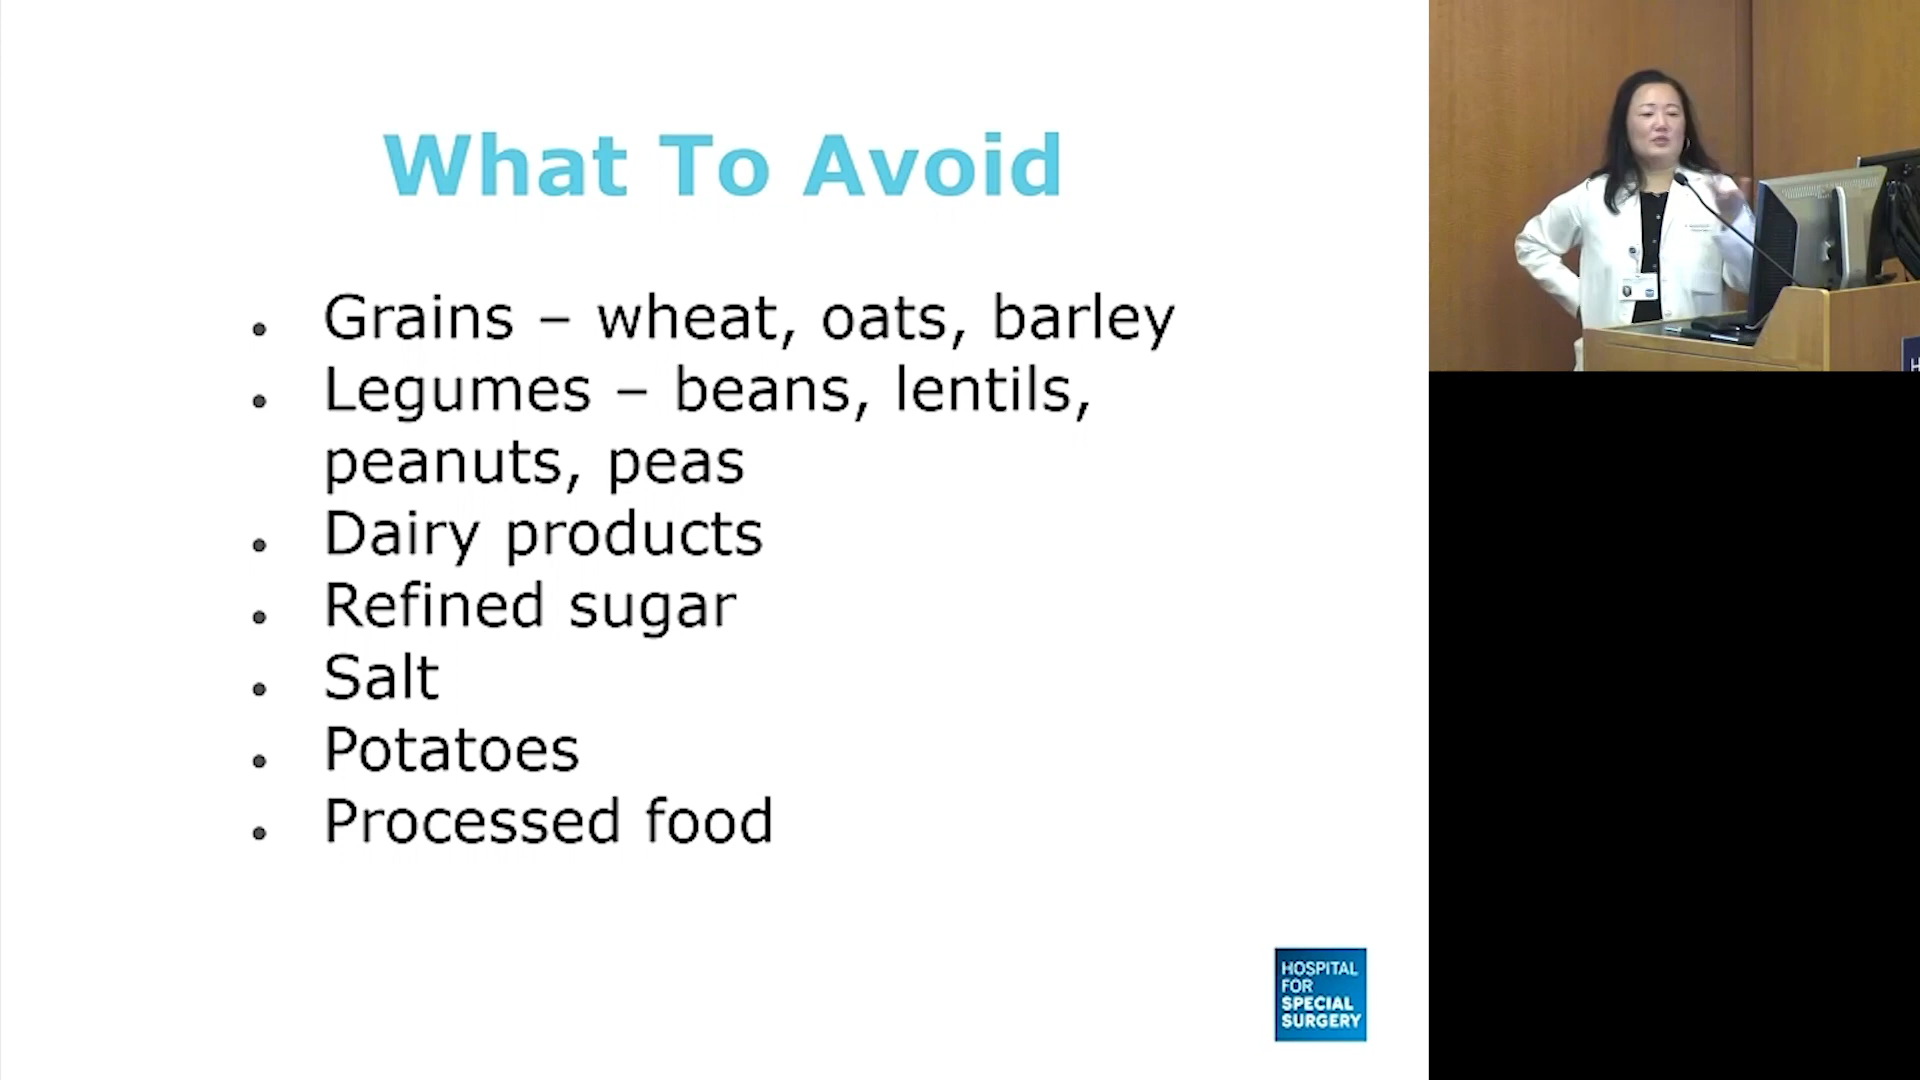 What To Avoid
• Grains – wheat, oats, barley
• Legumes – beans, lentils,
peanuts, peas
• Dairy products
• Refined sugar
• Salt
• Potatoes
• Processed food
HOSPITAL
FOR
SPECIAL
SURGERY
H